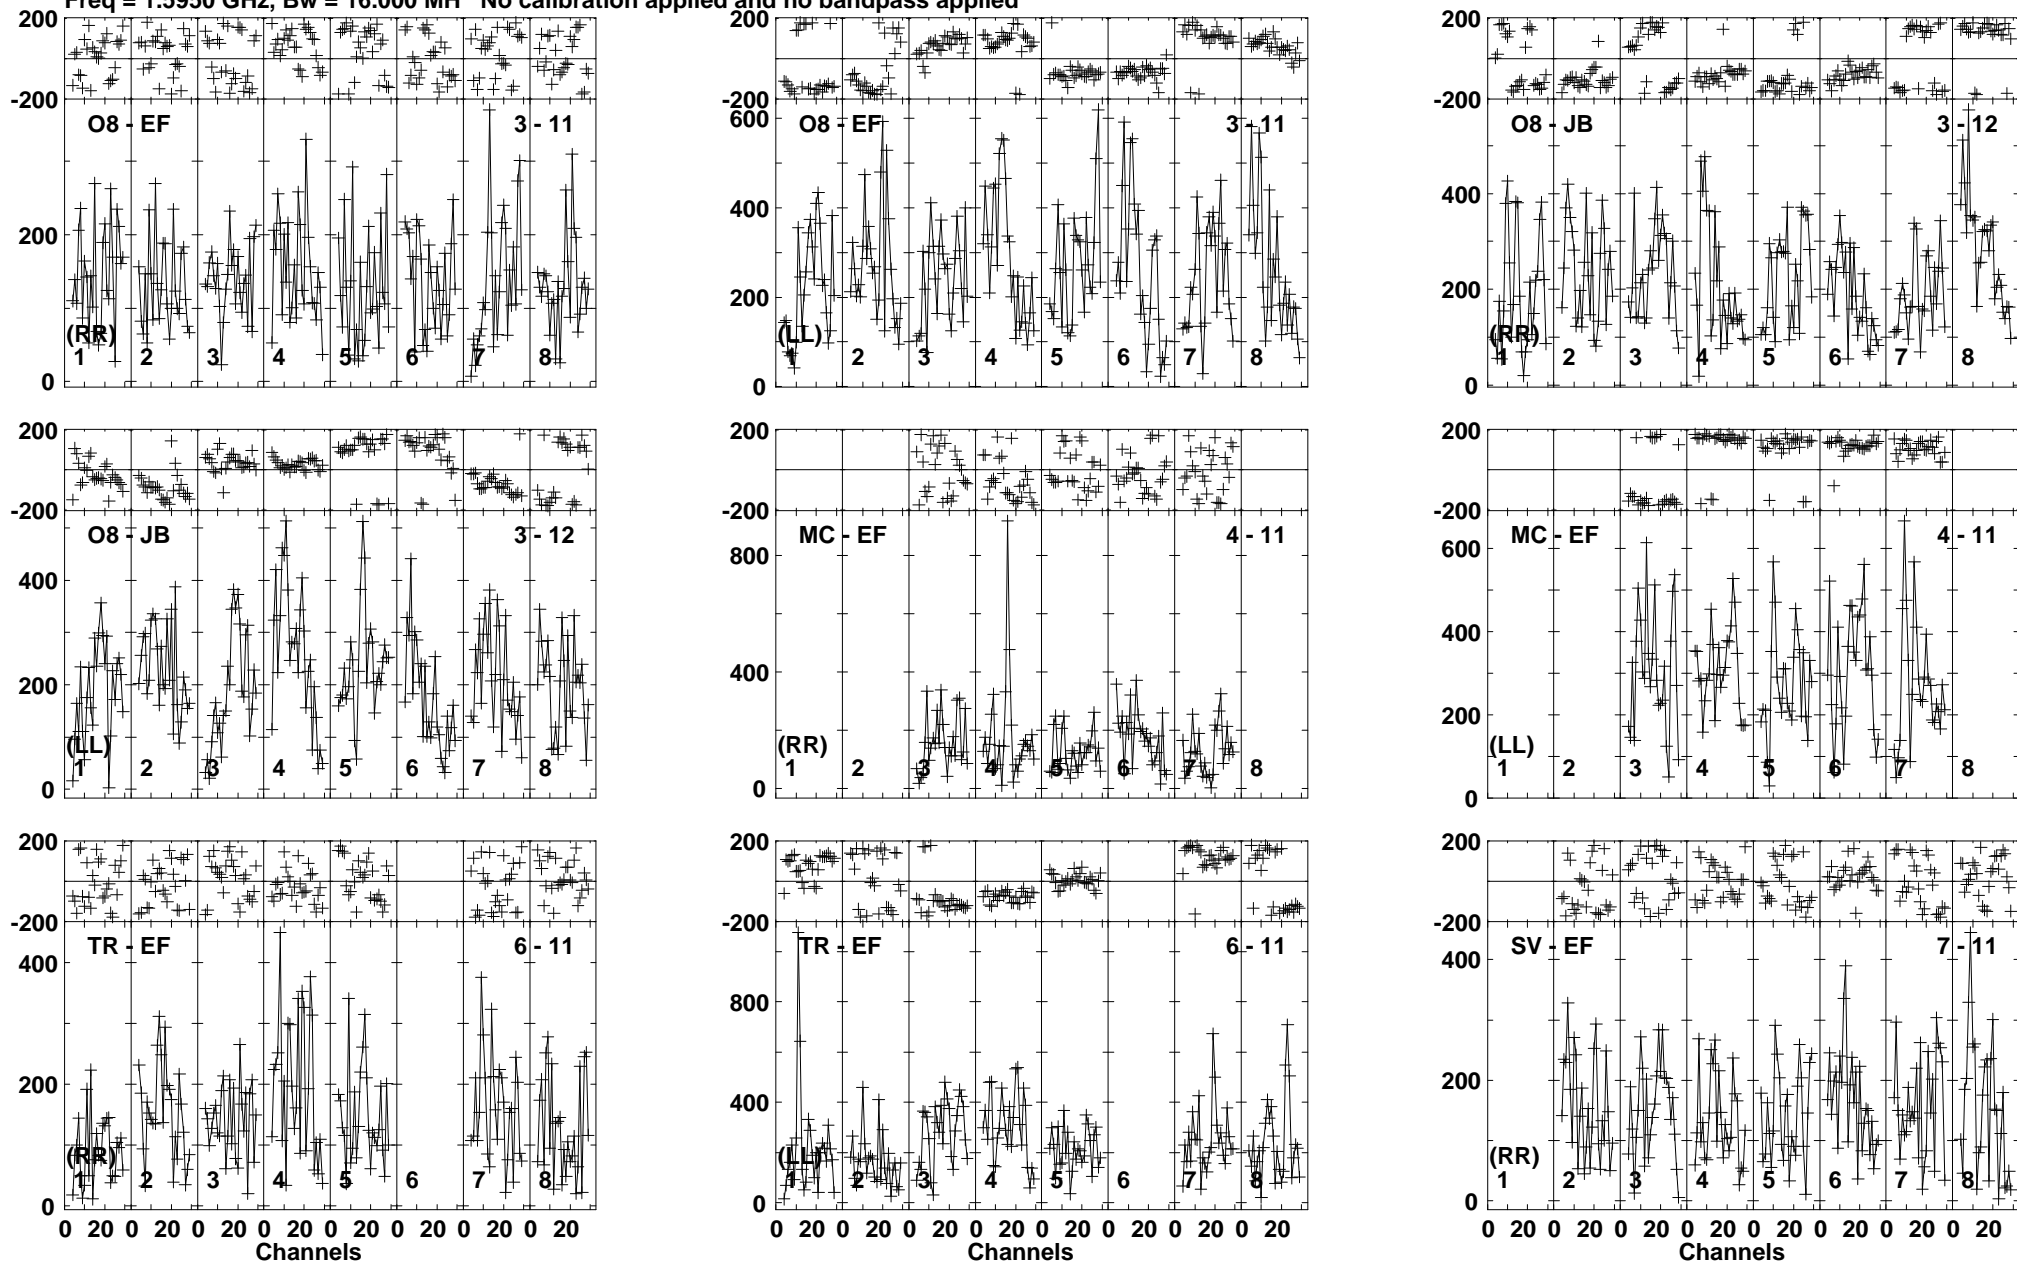 Freq = 1.5950 GHz, Bw = 16.000 MH No calibration applied and no bandpass applied
200 200 200
-200 -200 -200
O8 - EF 3 - 11 O8 - EF 3 - 11 O8 - JB 3 - 12
600
400 400
200 200 200
(RR) (LL) (RR)
1 2 3 4 5 6 7 8 1 2 3 4 5 6 7 8 1 2 3 4 5 6 7 8
0 0 0
200 200 200
-200 -200 -200
O8 - JB 3 - 12 MC - EF 4 - 11 MC - EF 4 - 11
400 800 600
200 400 400
200
(LL) (RR) (LL)
1 2 3 4 5 6 7 8 1 2 3 4 5 6 7 8 1 2 3 4 5 6 7 8
0 0 0
200 200 200
-200 -200 -200
TR - EF 6 - 11 TR - EF 6 - 11 SV - EF 7 - 11
400 800 400
200 400 200
(RR) (LL) (RR)
1 2 3 4 5 6 7 8 1 2 3 4 5 6 7 8 1 2 3 4 5 6 7 8
0 0 0
0 20 0 20 0 20 0 20 0 20 0 20 0 20 0 20 0 20 0 20 0 20 0 20 0 20 0 20 0 20 0 20 0 20 0 20 0 20 0 20 0 20 0 20 0 20 0 20
Channels Channels Channels